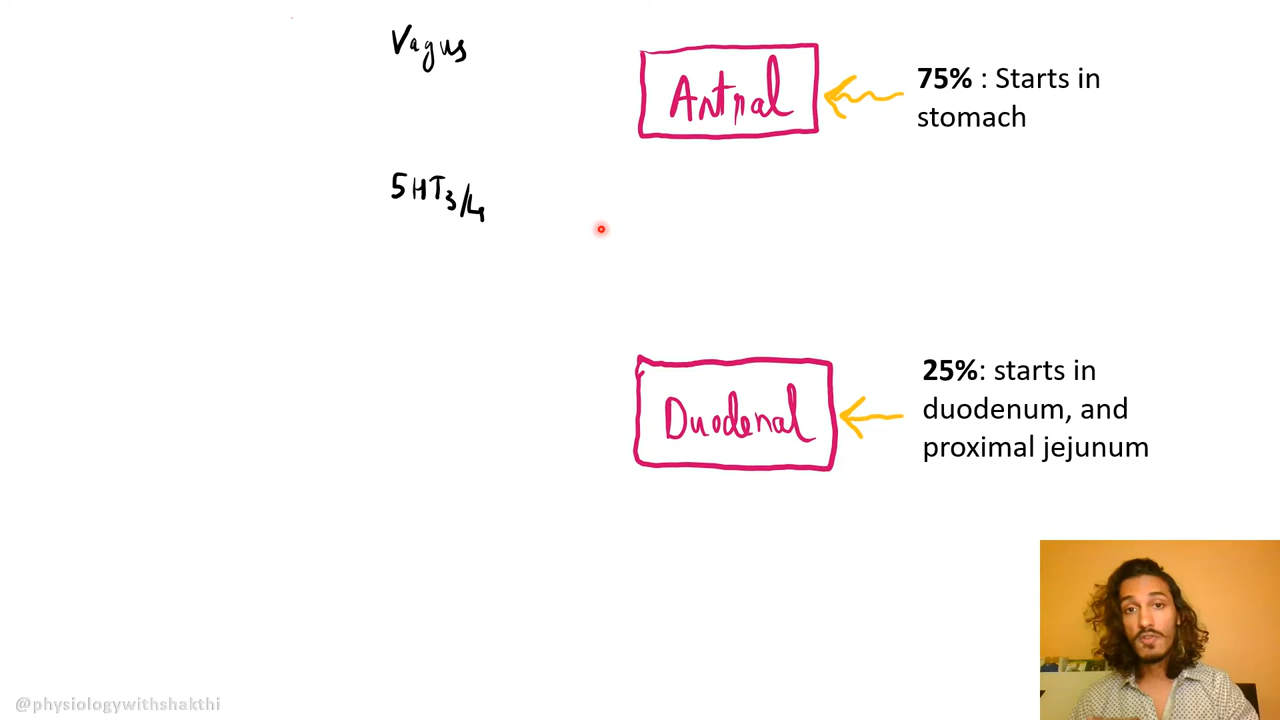 Vagus
Antral
75% : Starts in
stomach
5HT3/4
Duodenal
25%: starts in
duodenum, and
proximal jejunum
@physiologywithshakthi